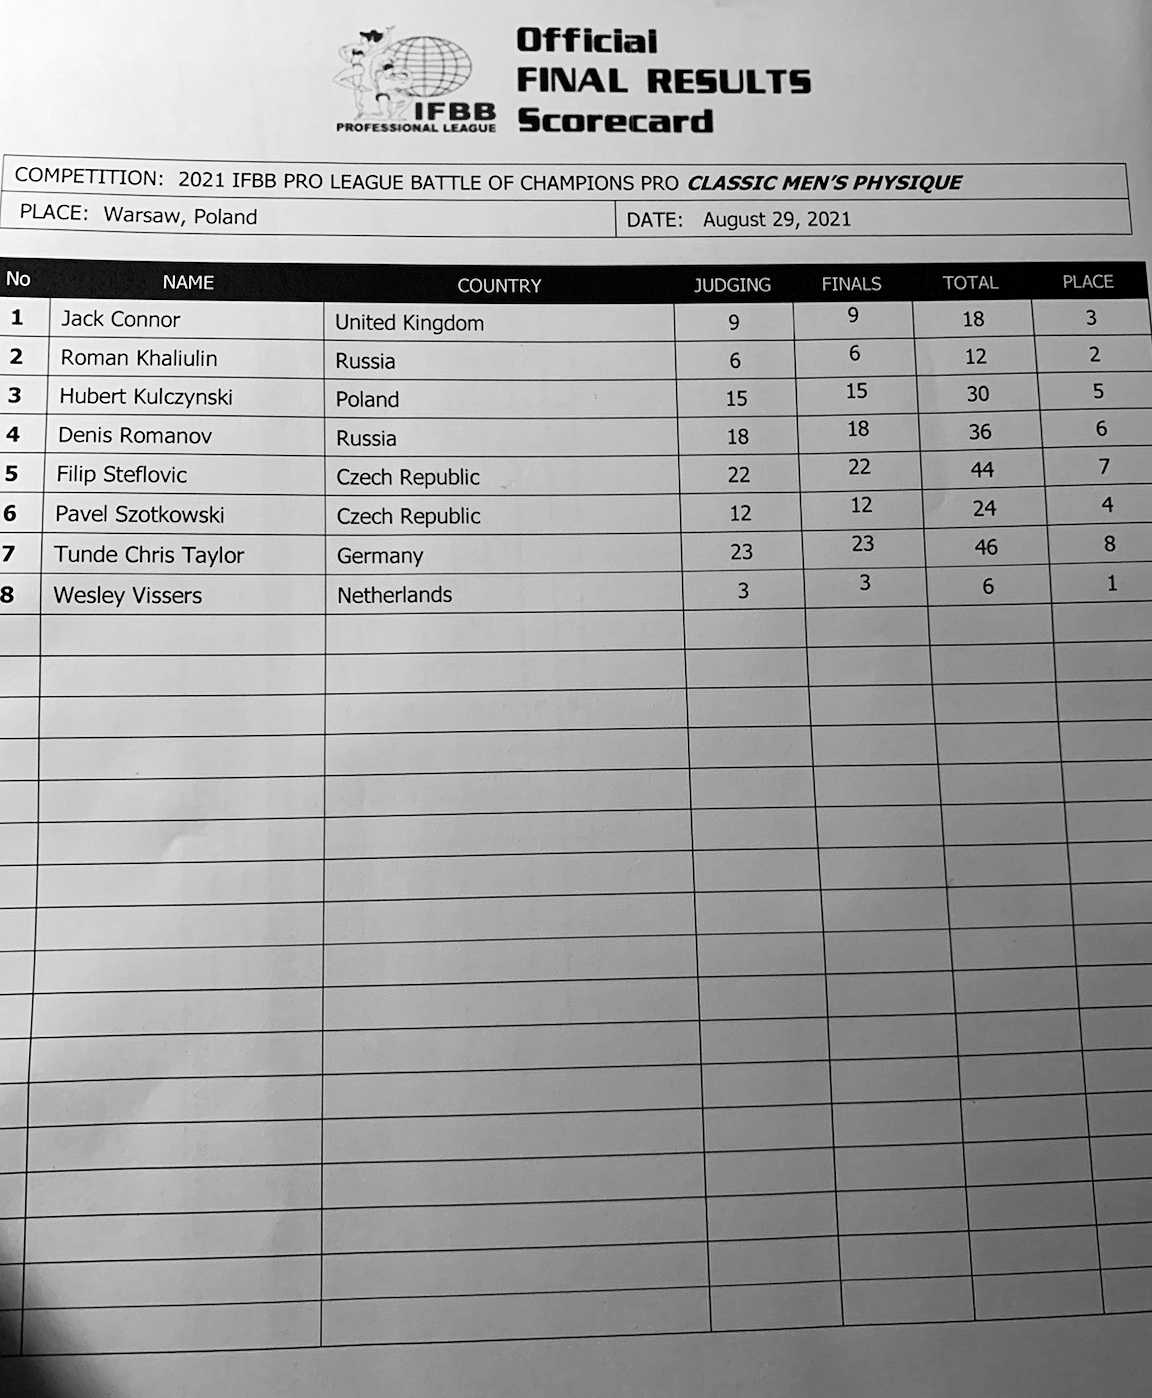 Official
FINAL RESULTS
Scorecard
IFBB
PROFESSIONAL LEAGUE
COMPETITION: 2021 IFBB PRO LEAGUE BATTLE OF CHAMPIONS PRO CLASSIC MEN'S PHYSIQUE
PLACE: Warsaw, Poland DATE: August 29, 2021
No NAME COUNTRY JUDGING FINALS TOTAL PLACE
1 Jack Connor United Kingdom 9 9 18 3
2 Roman Khaliulin Russia 6 6 12 2
3 Hubert Kulczynski Poland 15 15 30 5
4 Denis Romanov Russia 18 18 36 6
5 Filip Steflovic Czech Republic 22 22 44 7
6 Pavel Szotkowski Czech Republic 12 12 24 4
7 Tunde Chris Taylor Germany 23 23 46 8
8 Wesley Vissers Netherlands 3 3 6 1